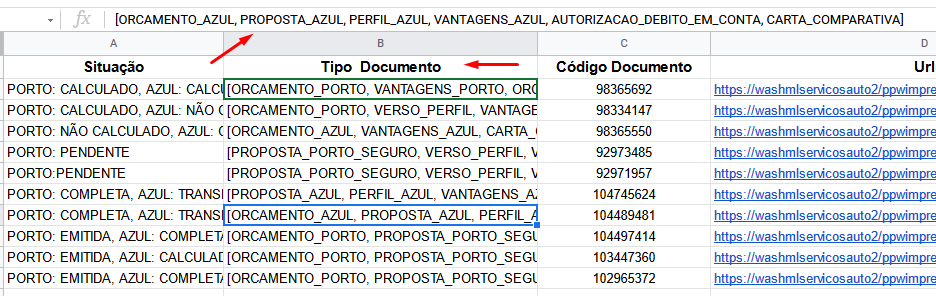 fx [ORCAMENTO_AZUL, PROPOSTA_AZUL, PERFIL_AZUL, VANTAGENS_AZUL, AUTORIZACAO_DEBITO_EM_CONTA, CARTA_COMPARATIVA]
A B C D
Situação Tipo Documento Código Documento Url
PORTO: CALCULADO, AZUL: CALCU [ORCAMENTO_PORTO, VANTAGENS_PORTO, ORC 98365692 https://washmlservicosauto2/ppwimpre
PORTO: CALCULADO, AZUL: NÃO C [ORCAMENTO_PORTO, VERSO_PERFIL, VANTAGE 98334147 https://washmlservicosauto2/ppwimpre
PORTO: NÃO CALCULADO, AZUL: C [ORCAMENTO_AZUL, VANTAGENS_AZUL, CARTA_ 98365550 https://washmlservicosauto2/ppwimpre
PORTO: PENDENTE [PROPOSTA_PORTO_SEGURO, VERSO_PERFIL, V 92973485 https://washmlservicosauto2/ppwimpre
PORTO:PENDENTE [PROPOSTA_PORTO_SEGURO, VERSO_PERFIL, V 92971957 https://washmlservicosauto2/ppwimpre
PORTO: COMPLETA, AZUL: TRANS [PROPOSTA_AZUL, PERFIL_AZUL, VANTAGENS_AZ 104745624 https://washmlservicosauto2/ppwimpre
PORTO: COMPLETA, AZUL: TRANS [ORCAMENTO_AZUL, PROPOSTA_AZUL, PERFIL_A 104489481 https://washmlservicosauto2/ppwimpre
PORTO: EMITIDA, AZUL: COMPLETA [ORCAMENTO_PORTO, PROPOSTA_PORTO_SEGU 104497414 https://washmlservicosauto2/ppwimpre
PORTO: EMITIDA, AZUL: CALCULAD [ORCAMENTO_PORTO, PROPOSTA_PORTO_SEGU 103447360 https://washmlservicosauto2/ppwimpre
PORTO: EMITIDA, AZUL: COMPLETA [ORCAMENTO_PORTO, PROPOSTA_PORTO_SEGU 102965372 https://washmlservicosauto2/ppwimpre